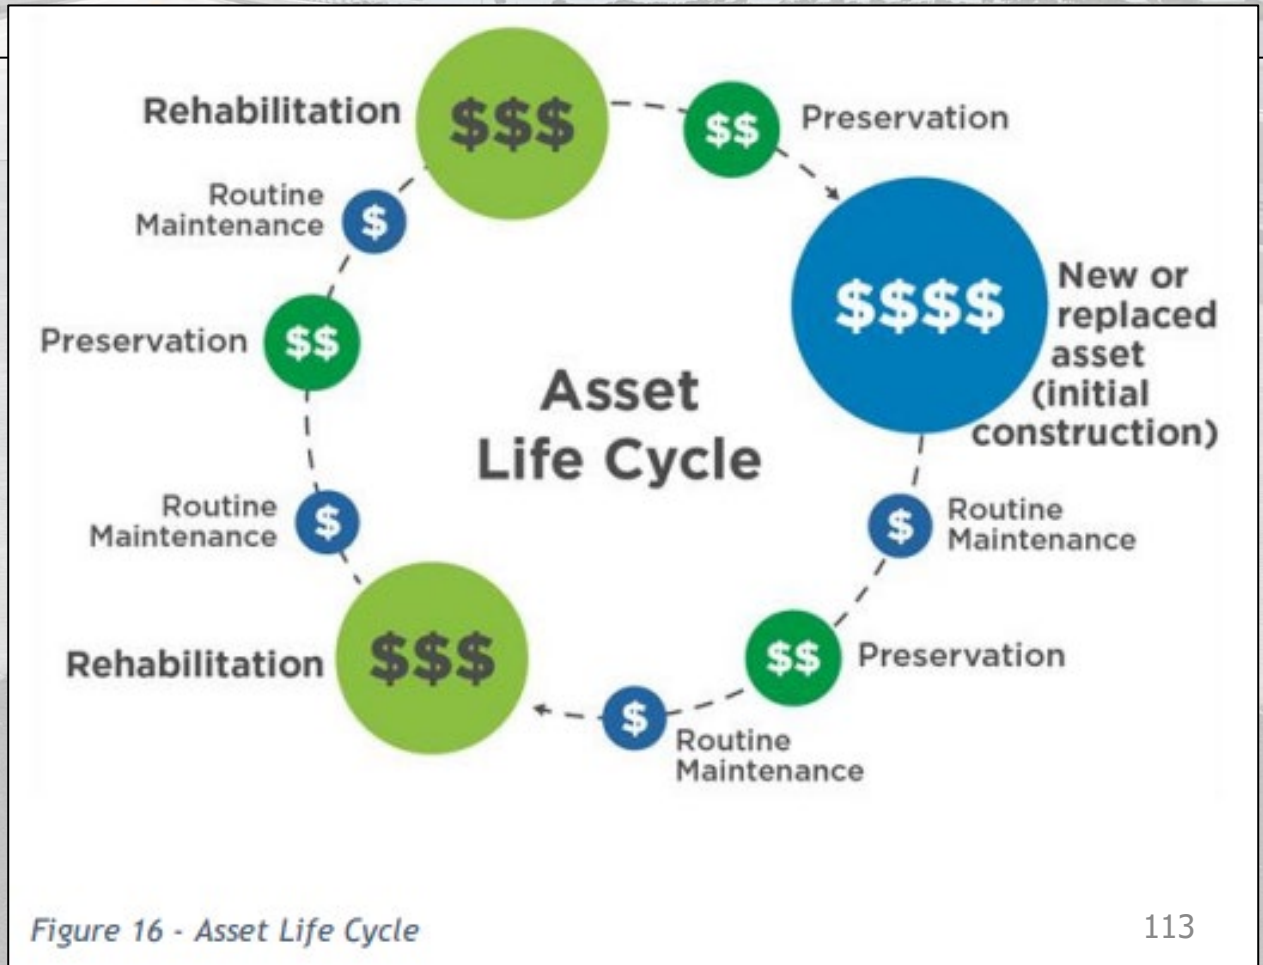 Rehabilitation
$$$
$$
Preservation
Routine
Maintenance
$
$$$$
New or
replaced
asset
(initial
construction)
Preservation
$$
Asset
Life Cycle
Routine
Maintenance
$
$
Routine
Maintenance
Rehabilitation
$$$
$$
Preservation
$
Routine
Maintenance
Figure 16 - Asset Life Cycle
113